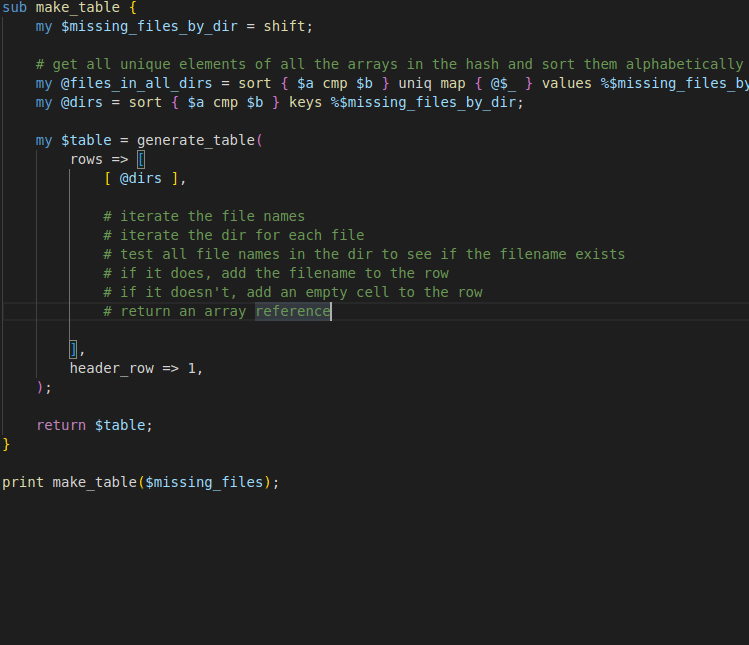 sub make_table {
    my $missing_files_by_dir = shift;

    # get all unique elements of all the arrays in the hash and sort them alphabetically
    my @files_in_all_dirs = sort { $a cmp $b } uniq map { @$_ } values %$missing_files_by
    my @dirs = sort { $a cmp $b } keys %$missing_files_by_dir;

    my $table = generate_table(
        rows => [
            [ @dirs ],

            # iterate the file names
            # iterate the dir for each file
            # test all file names in the dir to see if the filename exists
            # if it does, add the filename to the row
            # if it doesn't, add an empty cell to the row
            # return an array reference

        ],
        header_row => 1,
    );

    return $table;
}

print make_table($missing_files);